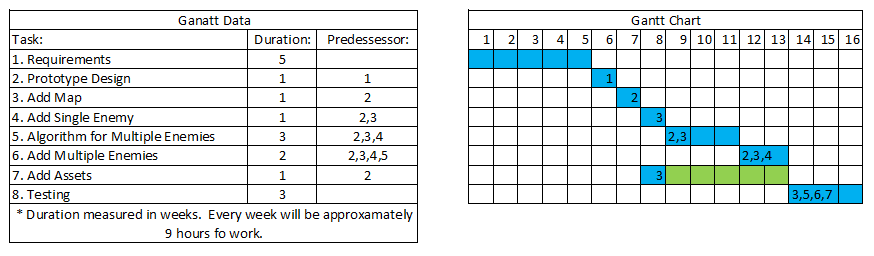 Ganatt Data
Task: Duration: Predessessor:
1. Requirements 5
2. Prototype Design 1 1
3. Add Map 1 2
4. Add Single Enemy 1 2,3
5. Algorithm for Multiple Enemies 3 2,3,4
6. Add Multiple Enemies 2 2,3,4,5
7. Add Assets 1 2
8. Testing 3
* Duration measured in weeks. Every week will be approxamately
9 hours fo work.
Gantt Chart
1 2 3 4 5 6 7 8 9 10 11 12 13 14 15 16
1
2
3
2,3
2,3,4
3
3,5,6,7